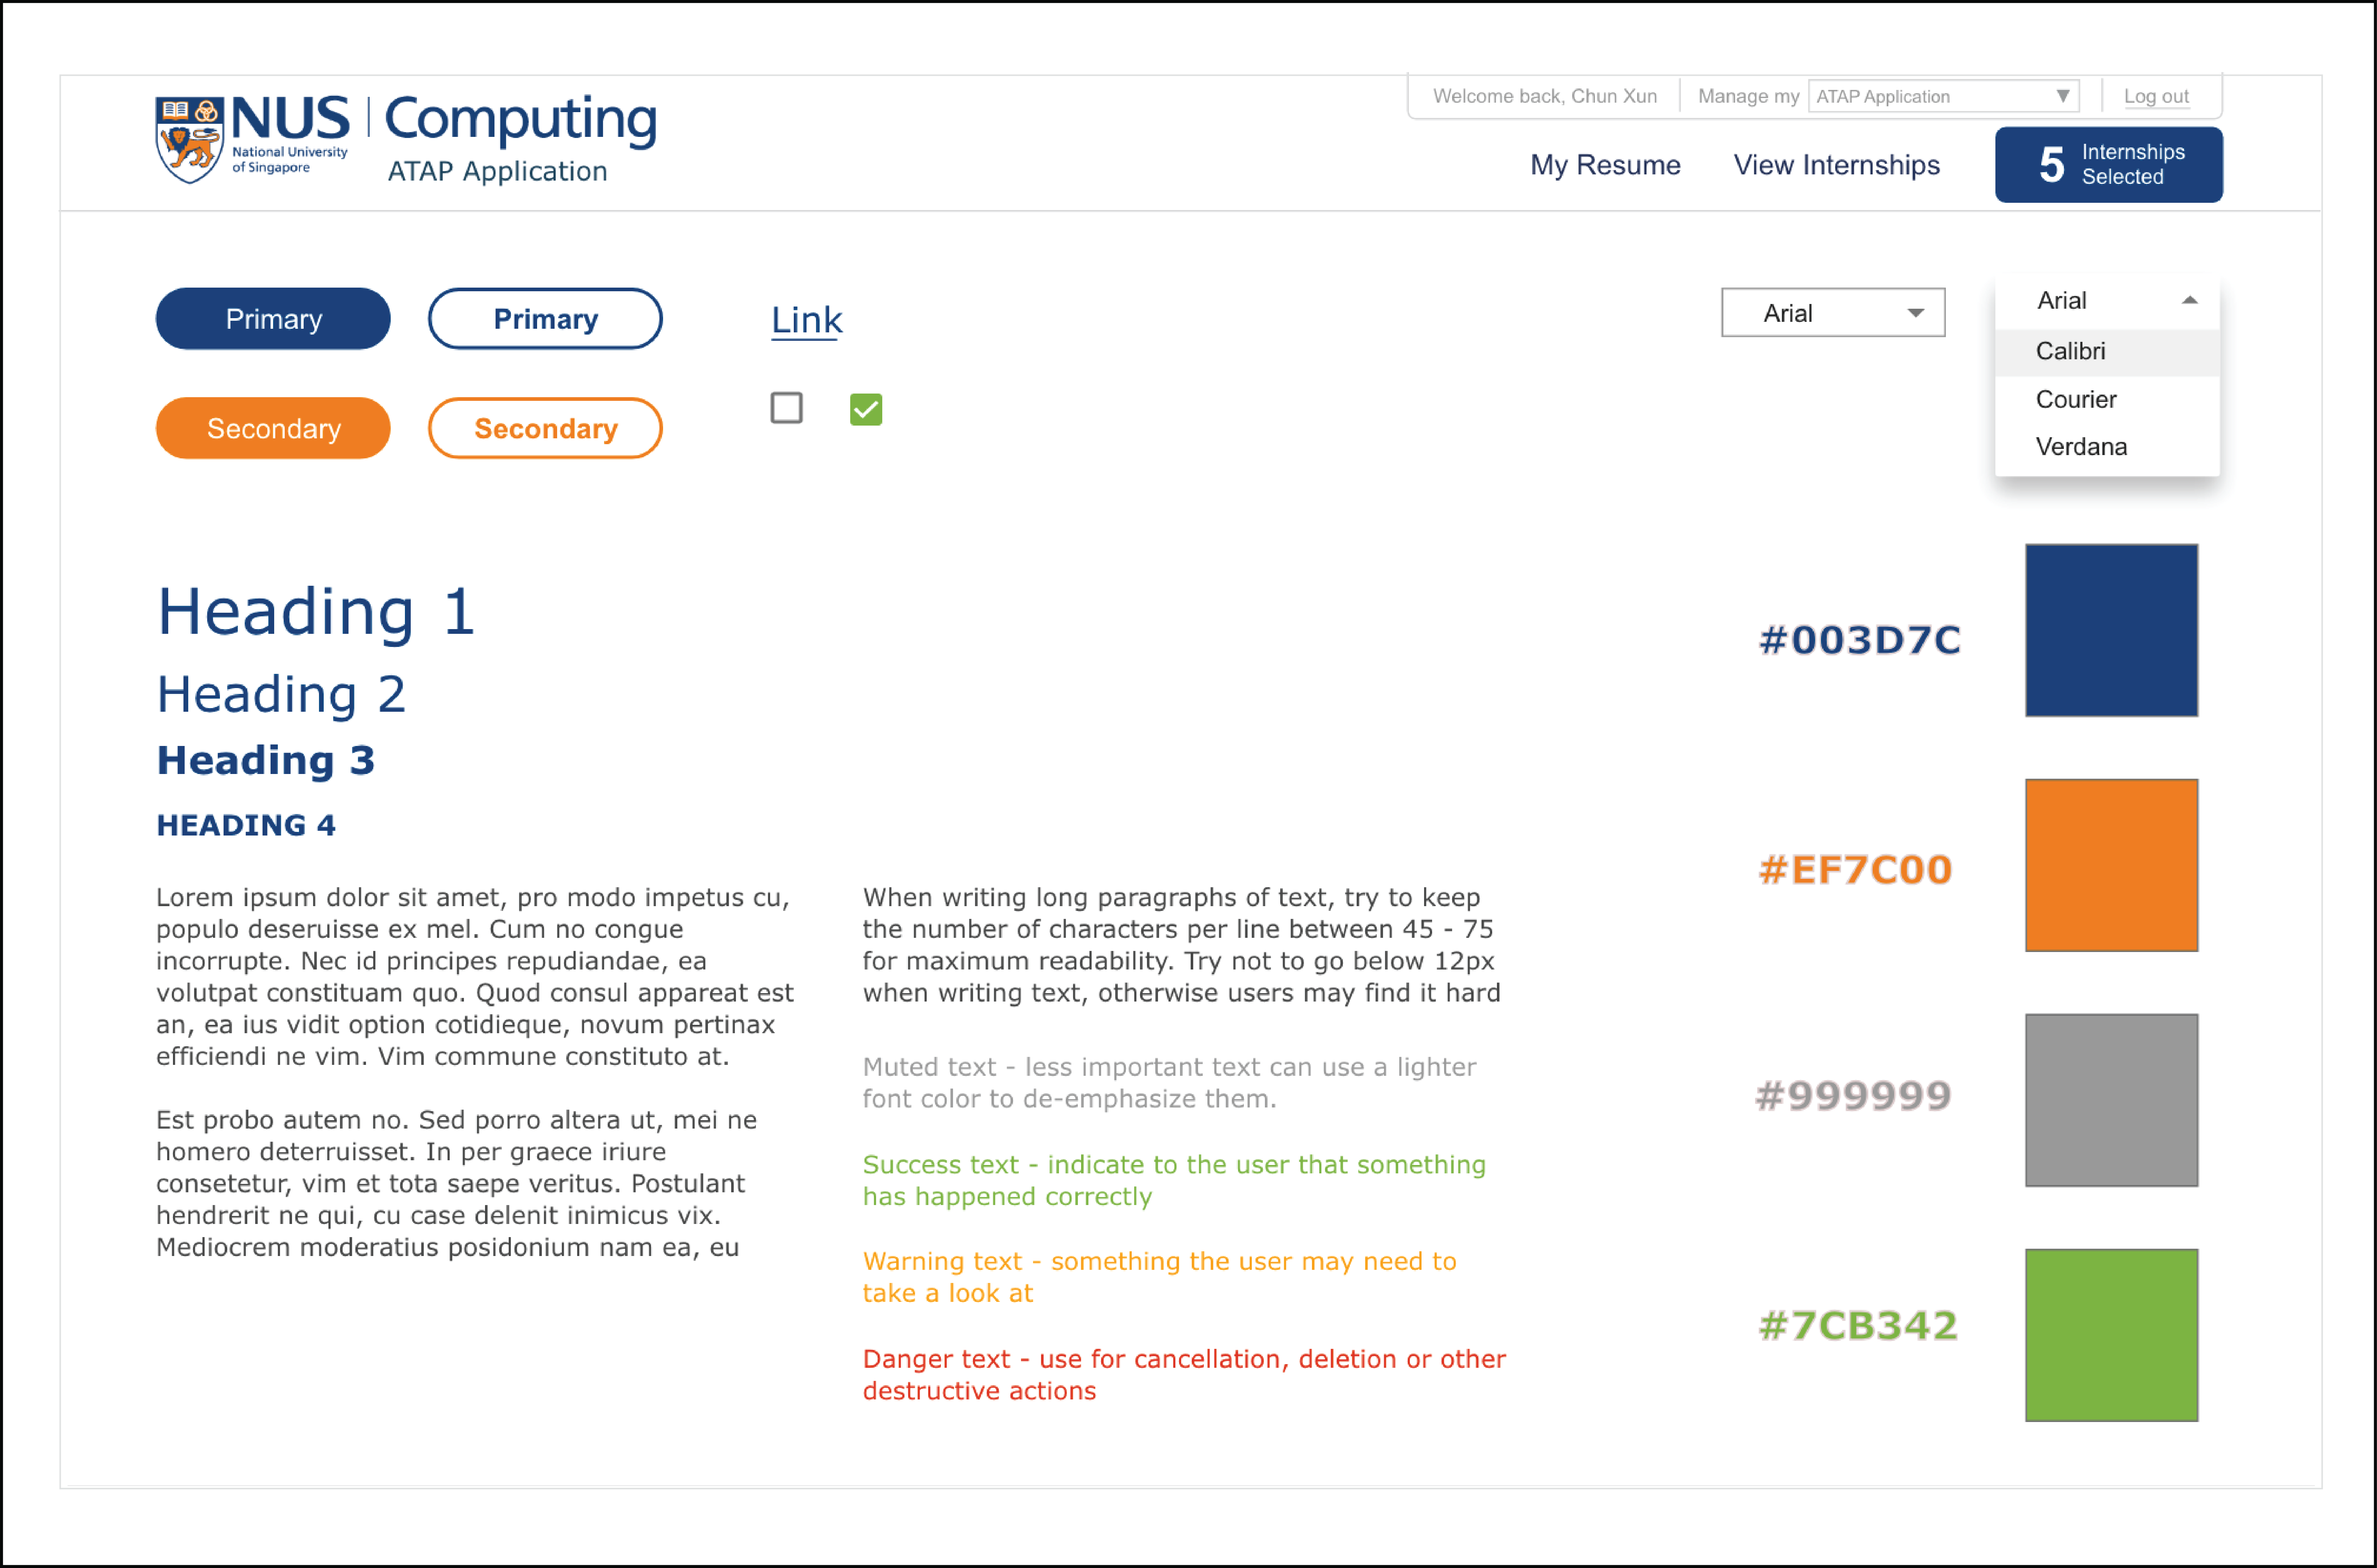 NUS
National University
of Singapore
Computing
ATAP Application
Welcome back, Chun Xun
Manage my
ATAP Application
Log out
My Resume
View Internships
5
Internships
Selected
Primary
Primary
Link
Secondary
Secondary
Arial
Arial
Calibri
Courier
Verdana
Heading 1
Heading 2
Heading 3
HEADING 4
Lorem ipsum dolor sit amet, pro modo impetus cu,
populo deseruisse ex mel. Cum no congue
incorrupte. Nec id principes repudiandae, ea
volutpat constituam quo. Quod consul appareat est
an, ea ius vidit option cotidieque, novum pertinax
efficiendi ne vim. Vim commune constituto at.
Est probo autem no. Sed porro altera ut, mei ne
homero deterruisset. In per graece iriure
consetetur, vim et tota saepe veritus. Postulant
hendrerit ne qui, cu case delenit inimicus vix.
Mediocrem moderatius posidonium nam ea, eu
When writing long paragraphs of text, try to keep
the number of characters per line between 45 - 75
for maximum readability. Try not to go below 12px
when writing text, otherwise users may find it hard
Muted text - less important text can use a lighter
font color to de-emphasize them.
Success text - indicate to the user that something
has happened correctly
Warning text - something the user may need to
take a look at
Danger text - use for cancellation, deletion or other
destructive actions
#003D7C
#EF7C00
#999999
#7CB342